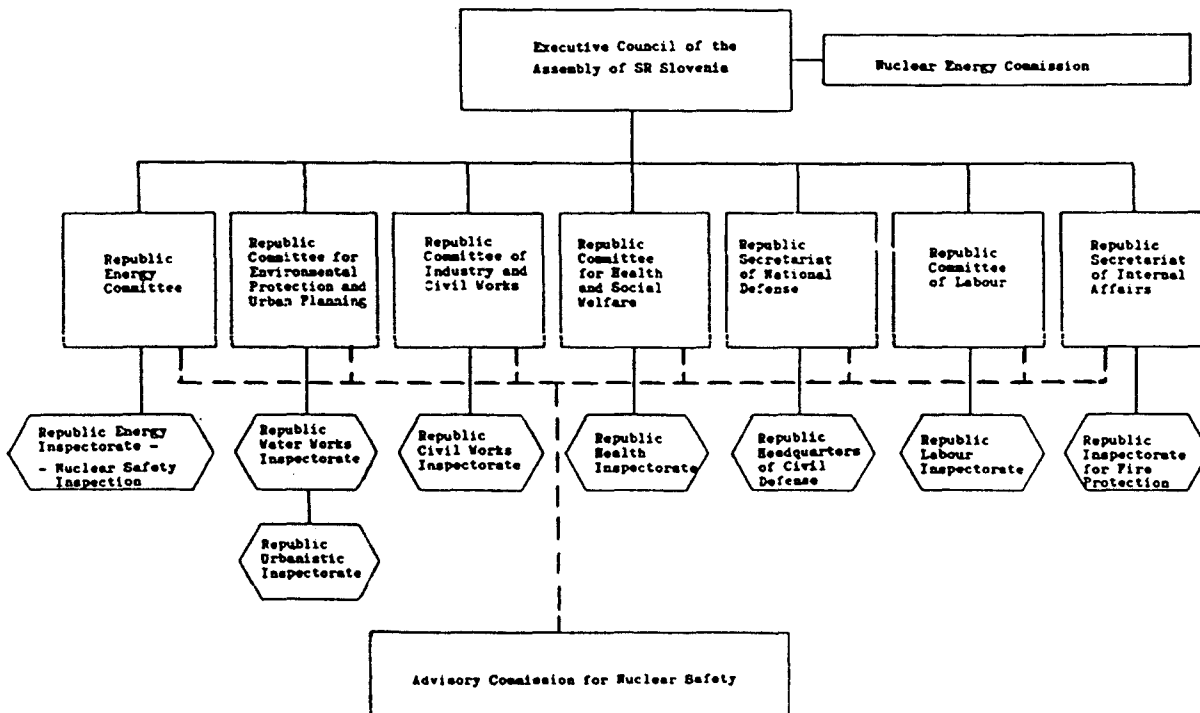 Executive Council of the
Assembly of SR Slovenia
Nuclear Energy Commission
Republic
Energy
Committee
Republic
Committee for
Environmental
Protection and
Urban Planning
Republic
Committee of
Industry and
Civil Works
Republic
Committee
for Health
and Social
Welfare
Republic
Secretariat
of National
Defense
Republic
Committee
of Labour
Republic
Secretariat
of Internal
Affairs
Republic Energy
Inspectorate -
- Nuclear Safety
Inspection
Republic
Water Works
Inspectorate
Republic
Civil Works
Inspectorate
Republic
Health
Inspectorate
Republic
Headquarters
of Civil
Defense
Republic
Labour
Inspectorate
Republic
Inspectorate
for Fire
Protection
Republic
Urbanistic
Inspectorate
Advisory Commission for Nuclear Safety